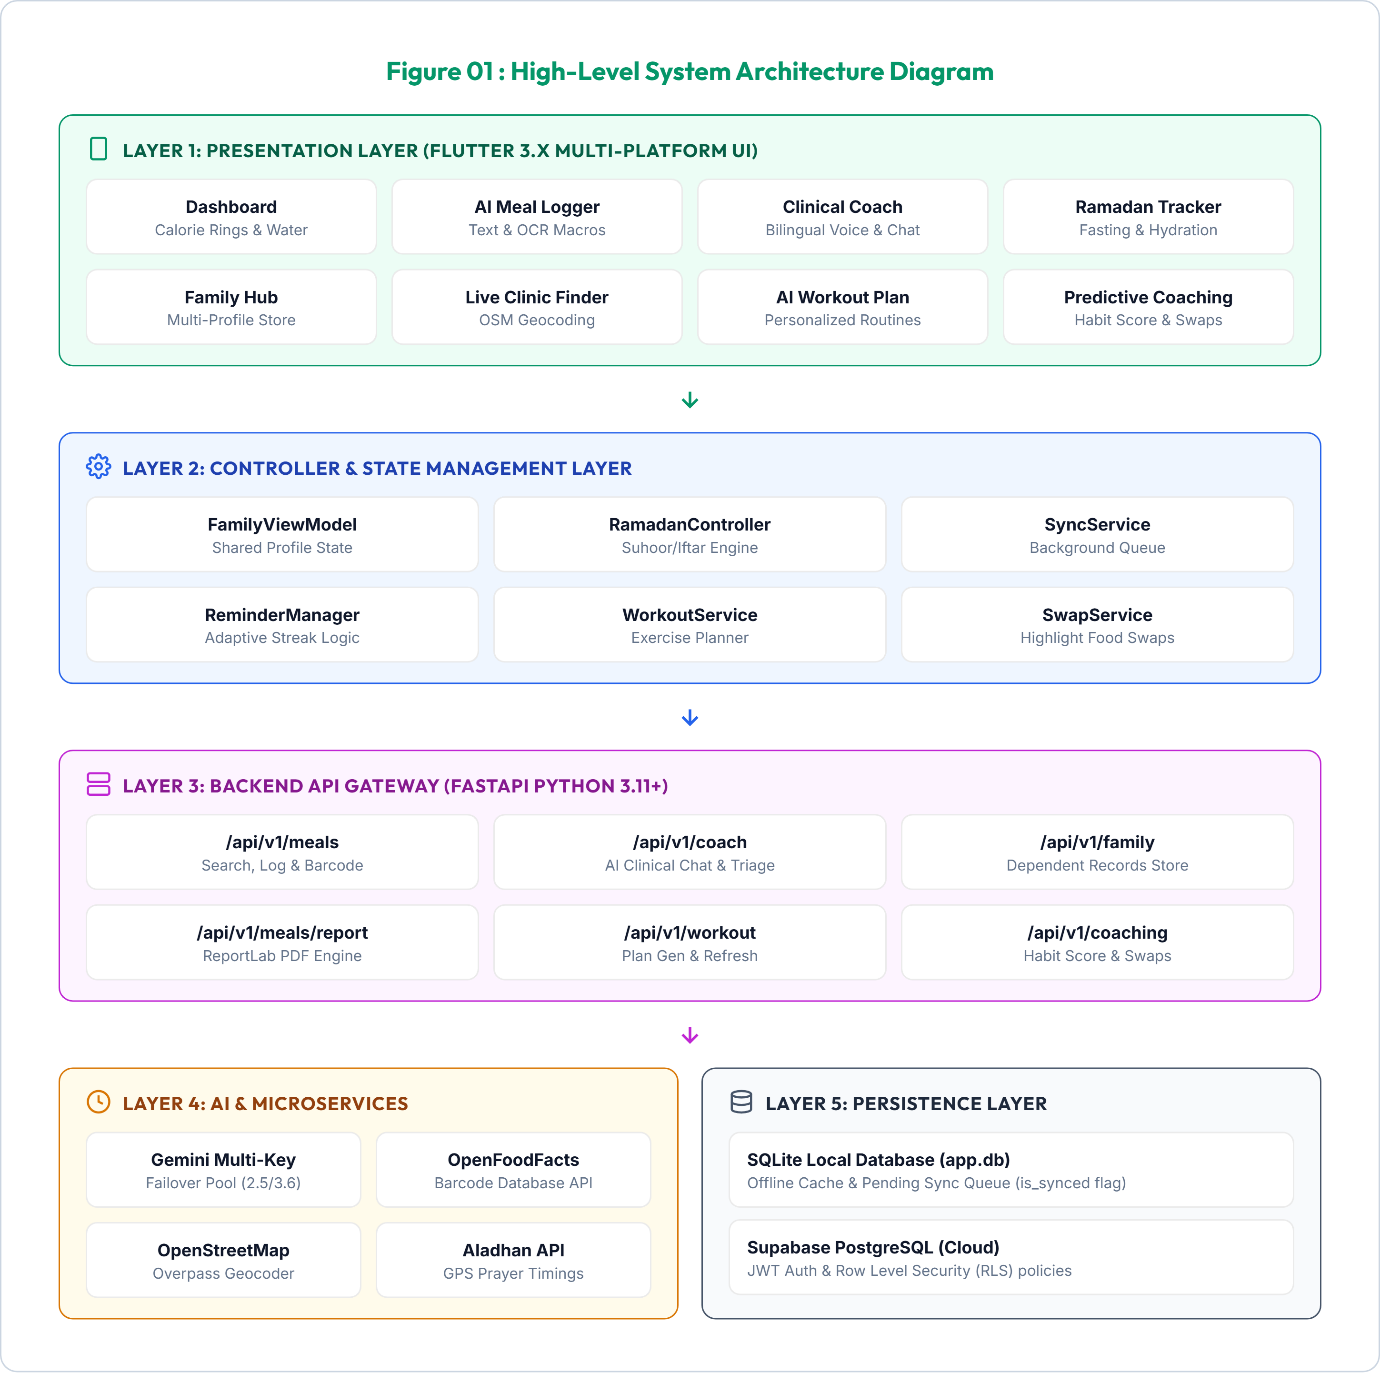 Figure 01 : High-Level System Architecture Diagram
LAYER 1: PRESENTATION LAYER (FLUTTER 3.X MULTI-PLATFORM UI)
Dashboard
Calorie Rings & Water
AI Meal Logger
Text & OCR Macros
Clinical Coach
Bilingual Voice & Chat
Ramadan Tracker
Fasting & Hydration
Family Hub
Multi-Profile Store
Live Clinic Finder
OSM Geocoding
AI Workout Plan
Personalized Routines
Predictive Coaching
Habit Score & Swaps
LAYER 2: CONTROLLER & STATE MANAGEMENT LAYER
FamilyViewModel
Shared Profile State
RamadanController
Suhoor/Iftar Engine
SyncService
Background Queue
ReminderManager
Adaptive Streak Logic
WorkoutService
Exercise Planner
SwapService
Highlight Food Swaps
LAYER 3: BACKEND API GATEWAY (FASTAPI PYTHON 3.11+)
/api/v1/meals
Search, Log & Barcode
/api/v1/coach
AI Clinical Chat & Triage
/api/v1/family
Dependent Records Store
/api/v1/meals/report
ReportLab PDF Engine
/api/v1/workout
Plan Gen & Refresh
/api/v1/coaching
Habit Score & Swaps
LAYER 4: AI & MICROSERVICES
Gemini Multi-Key
Failover Pool (2.5/3.6)
OpenFoodFacts
Barcode Database API
OpenStreetMap
Overpass Geocoder
Aladhan API
GPS Prayer Timings
LAYER 5: PERSISTENCE LAYER
SQLite Local Database (app.db)
Offline Cache & Pending Sync Queue (is_synced flag)
Supabase PostgreSQL (Cloud)
JWT Auth & Row Level Security (RLS) policies